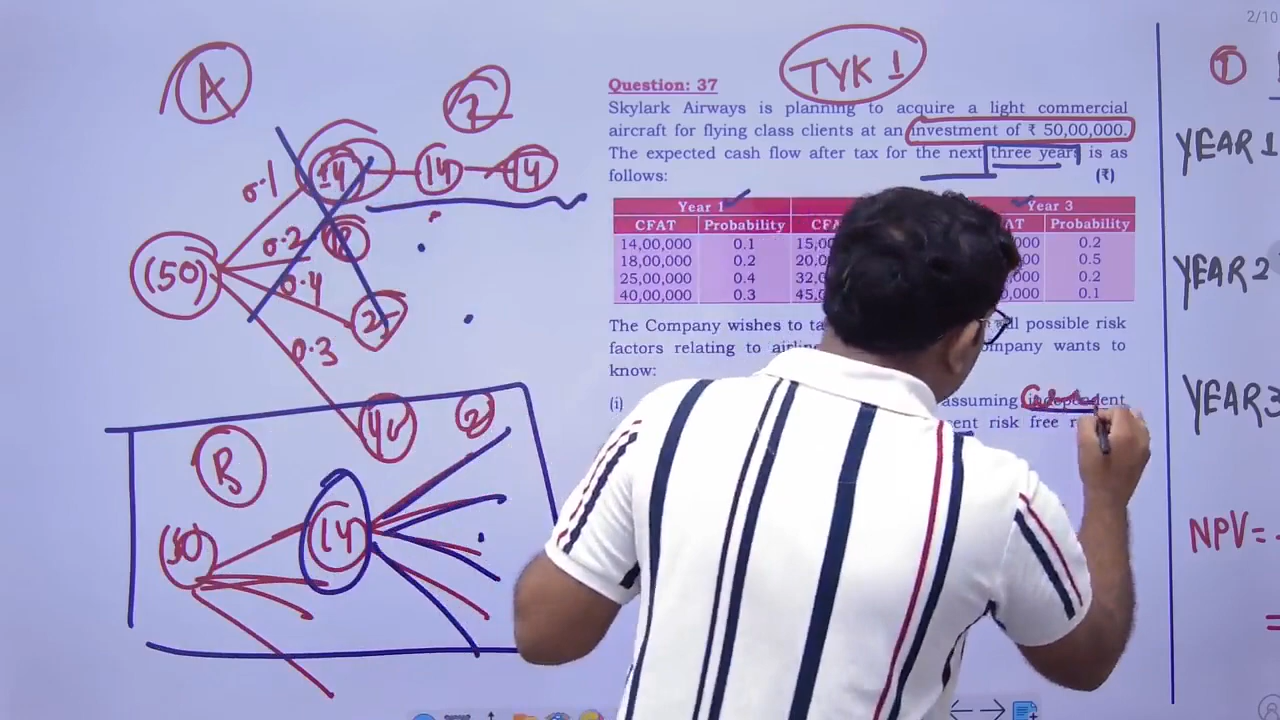 2/10
A
2
TYK 1
Question: 37
Skylark Airways is planning to acquire a light commercial
aircraft for flying class clients at an investment of ₹ 50,00,000.
The expected cash flow after tax for the next three years is as
follows: (₹)
Year 1 Year 3
CFAT Probability Probability
14,00,000 0.1 0.2
18,00,000 0.2 0.5
25,00,000 0.4 0.2
40,00,000 0.3 0.1
The Company wishes to possible risk
factors relating to
know:
(i) assuming independent
risk free
0.1
14 14 14
0.2
18
(50)
0.4
25
0.3
40
B
2
50
14
1
YEAR 1
YEAR 2
YEAR 3
NPV=
=